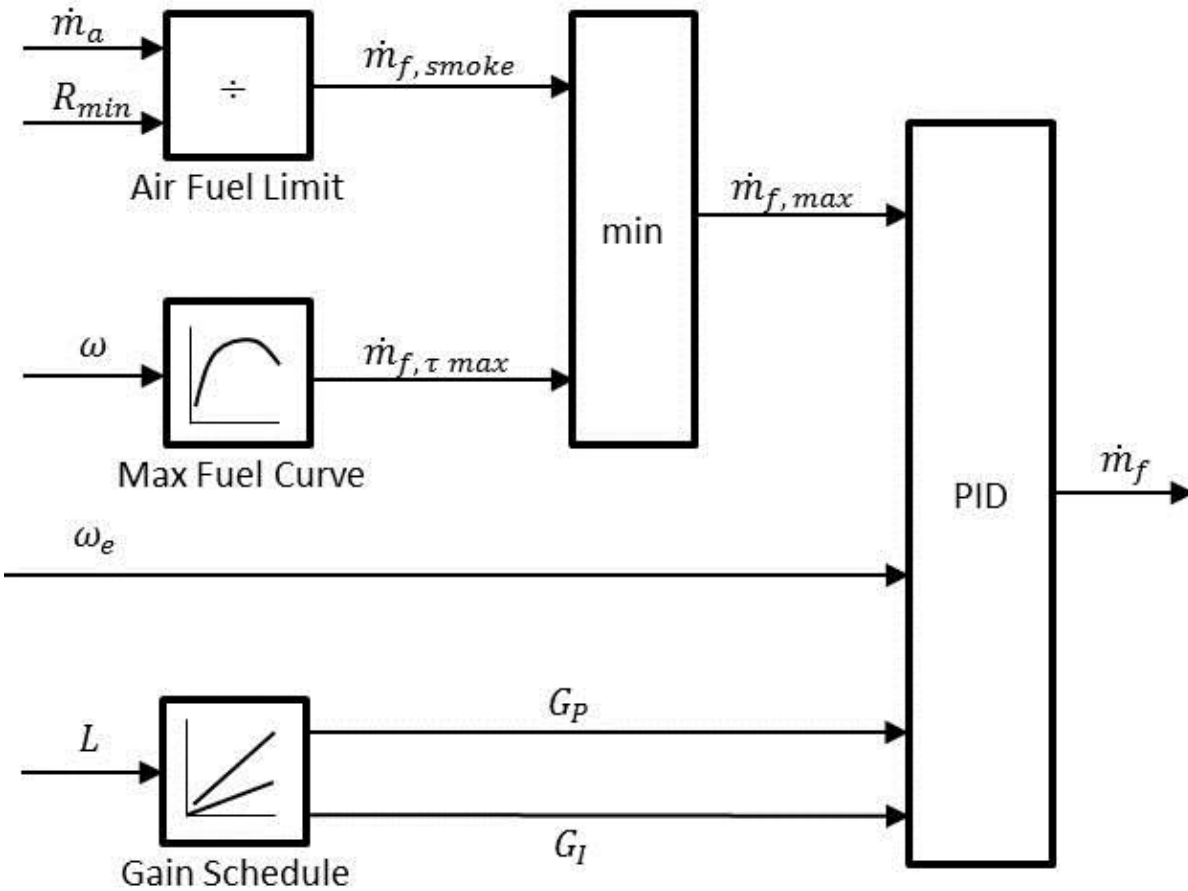 ṁ_a
R_min
÷
Air Fuel Limit
ṁ_f, smoke
min
ṁ_f, max
ω
Max Fuel Curve
ṁ_f, τ max
ω_e
PID
ṁ_f
L
Gain Schedule
G_P
G_I